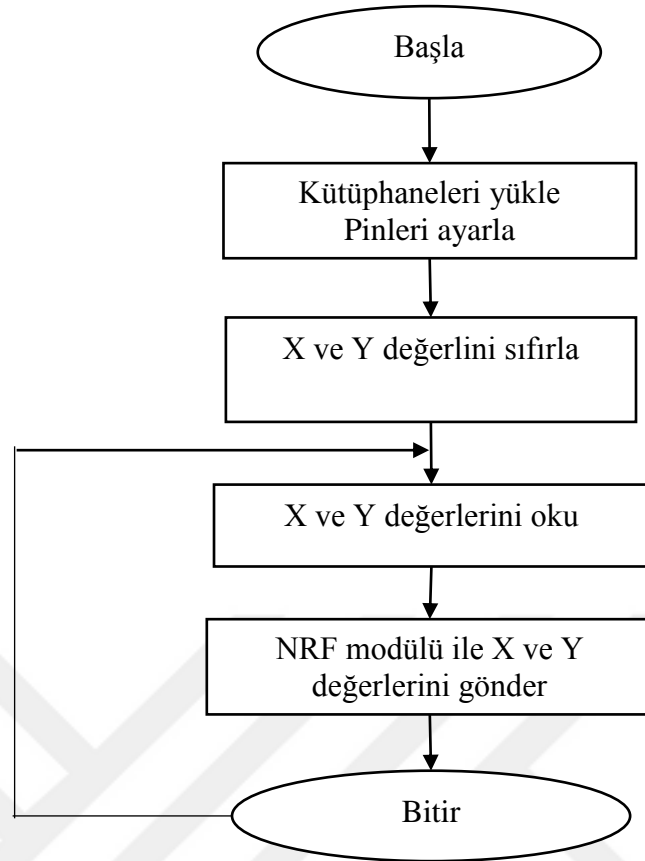 Başla
Kütüphaneleri yükle
Pinleri ayarla
X ve Y değerlini sıfırla
X ve Y değerlerini oku
NRF modülü ile X ve Y
değerlerini gönder
Bitir